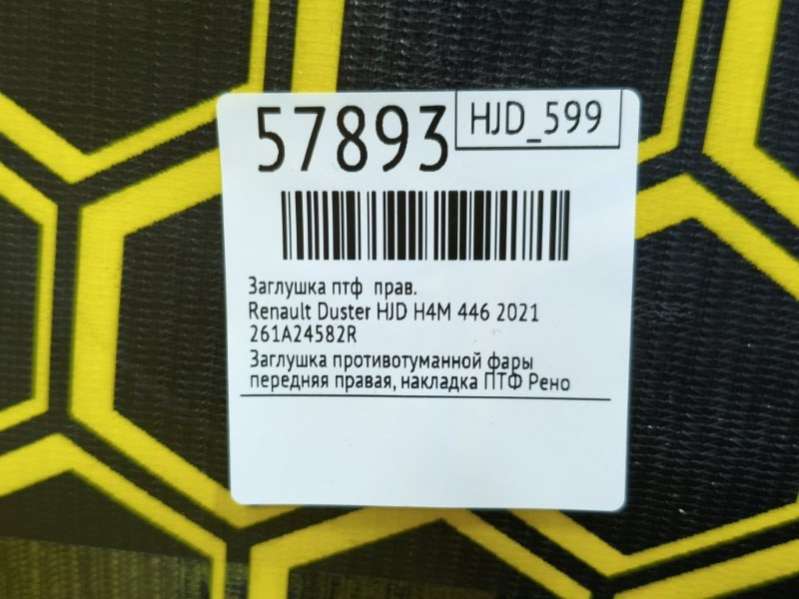 57893
HJD_599
Заглушка птф прав.
Renault Duster HJD H4M 446 2021
261A24582R
Заглушка противотуманной фары
передняя правая, накладка ПТФ Рено